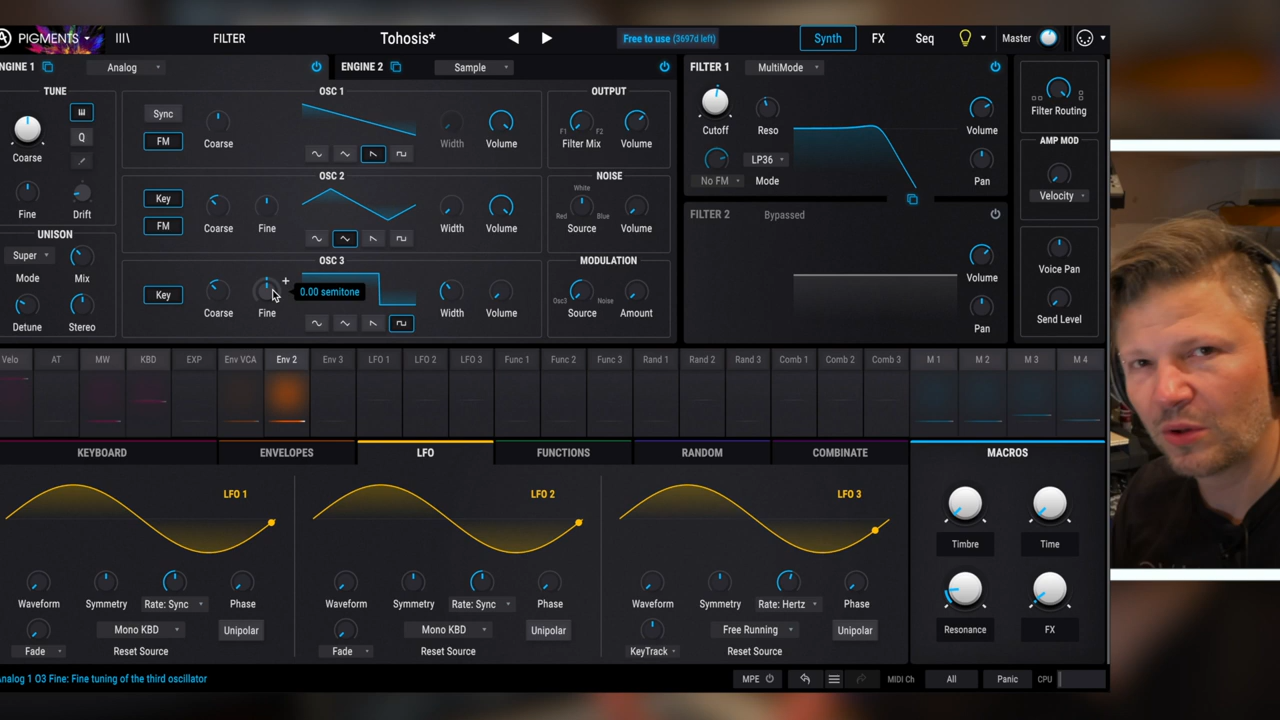 PIGMENTS
FILTER
Tohosis*
Free to use (3697d left)
Synth
FX
Seq
Master
NGINE 1
Analog
ENGINE 2
Sample
FILTER 1
MultiMode
TUNE
Coarse
Q
Fine
Drift
UNISON
Super
Mode
Mix
Detune
Stereo
OSC 1
Sync
FM
Coarse
Width
Volume
OSC 2
Key
FM
Coarse
Fine
Width
Volume
OSC 3
Key
Coarse
Fine
+
0.00 semitone
Width
Volume
OUTPUT
F1
F2
Filter Mix
Volume
NOISE
White
Red
Blue
Source
Volume
MODULATION
Osc3
Noise
Source
Amount
Cutoff
Reso
Volume
No FM
LP36
Mode
Pan
FILTER 2
Bypassed
Volume
Pan
Filter Routing
AMP MOD
Velocity
Voice Pan
Send Level
Velo
AT
MW
KBD
EXP
Env VCA
Env 2
Env 3
LFO 1
LFO 2
LFO 3
Func 1
Func 2
Func 3
Rand 1
Rand 2
Rand 3
Comb 1
Comb 2
Comb 3
M 1
M 2
M 3
M 4
KEYBOARD
ENVELOPES
LFO
FUNCTIONS
RANDOM
COMBINATE
MACROS
LFO 1
Waveform
Symmetry
Rate: Sync
Phase
Fade
Mono KBD
Reset Source
Unipolar
LFO 2
Waveform
Symmetry
Rate: Sync
Phase
Fade
Mono KBD
Reset Source
Unipolar
LFO 3
Waveform
Symmetry
Rate: Hertz
Phase
KeyTrack
Free Running
Reset Source
Unipolar
Timbre
Time
Resonance
FX
Analog 1 O3 Fine: Fine tuning of the third oscillator
MPE
MIDI Ch
All
Panic
CPU